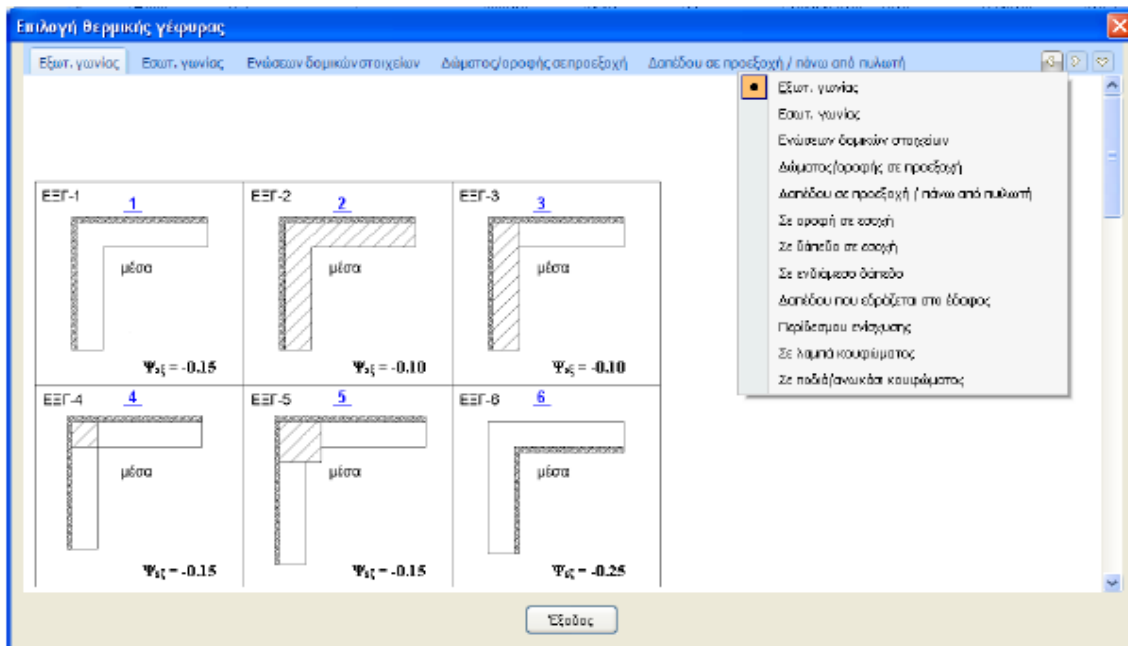 Επιλογή θερμικής γέφυρας
Εξωτ. γωνίας Εσωτ. γωνίας Ενώσεων δομικών στοιχείων Δώματος/οροφής σε προεξοχή Δαπέδου σε προεξοχή / πάνω από πυλωτή
Εξωτ. γωνίας
Εσωτ. γωνίας
Ενώσεων δομικών στοιχείων
Δώματος/οροφής σε προεξοχή
Δαπέδου σε προεξοχή / πάνω από πυλωτή
Σε οροφή σε εσοχή
Σε δάπεδο σε εσοχή
Σε ενδιάμεσο δάπεδο
Δαπέδου που εδράζεται στο έδαφος
Περίδεσμου ενίσχυσης
Σε λαμπά κουφώματος
Σε ποδιά/ανωκάσι κουφώματος
ΕΞΓ-1 1 ΕΞΓ-2 2 ΕΞΓ-3 3
μέσα μέσα μέσα
Ψεξ = -0.15 Ψεξ = -0.10 Ψεξ = -0.10
ΕΞΓ-4 4 ΕΞΓ-5 5 ΕΞΓ-6 6
μέσα μέσα μέσα
Ψεξ = -0.15 Ψεξ = -0.15 Ψεξ = -0.25
Έξοδος